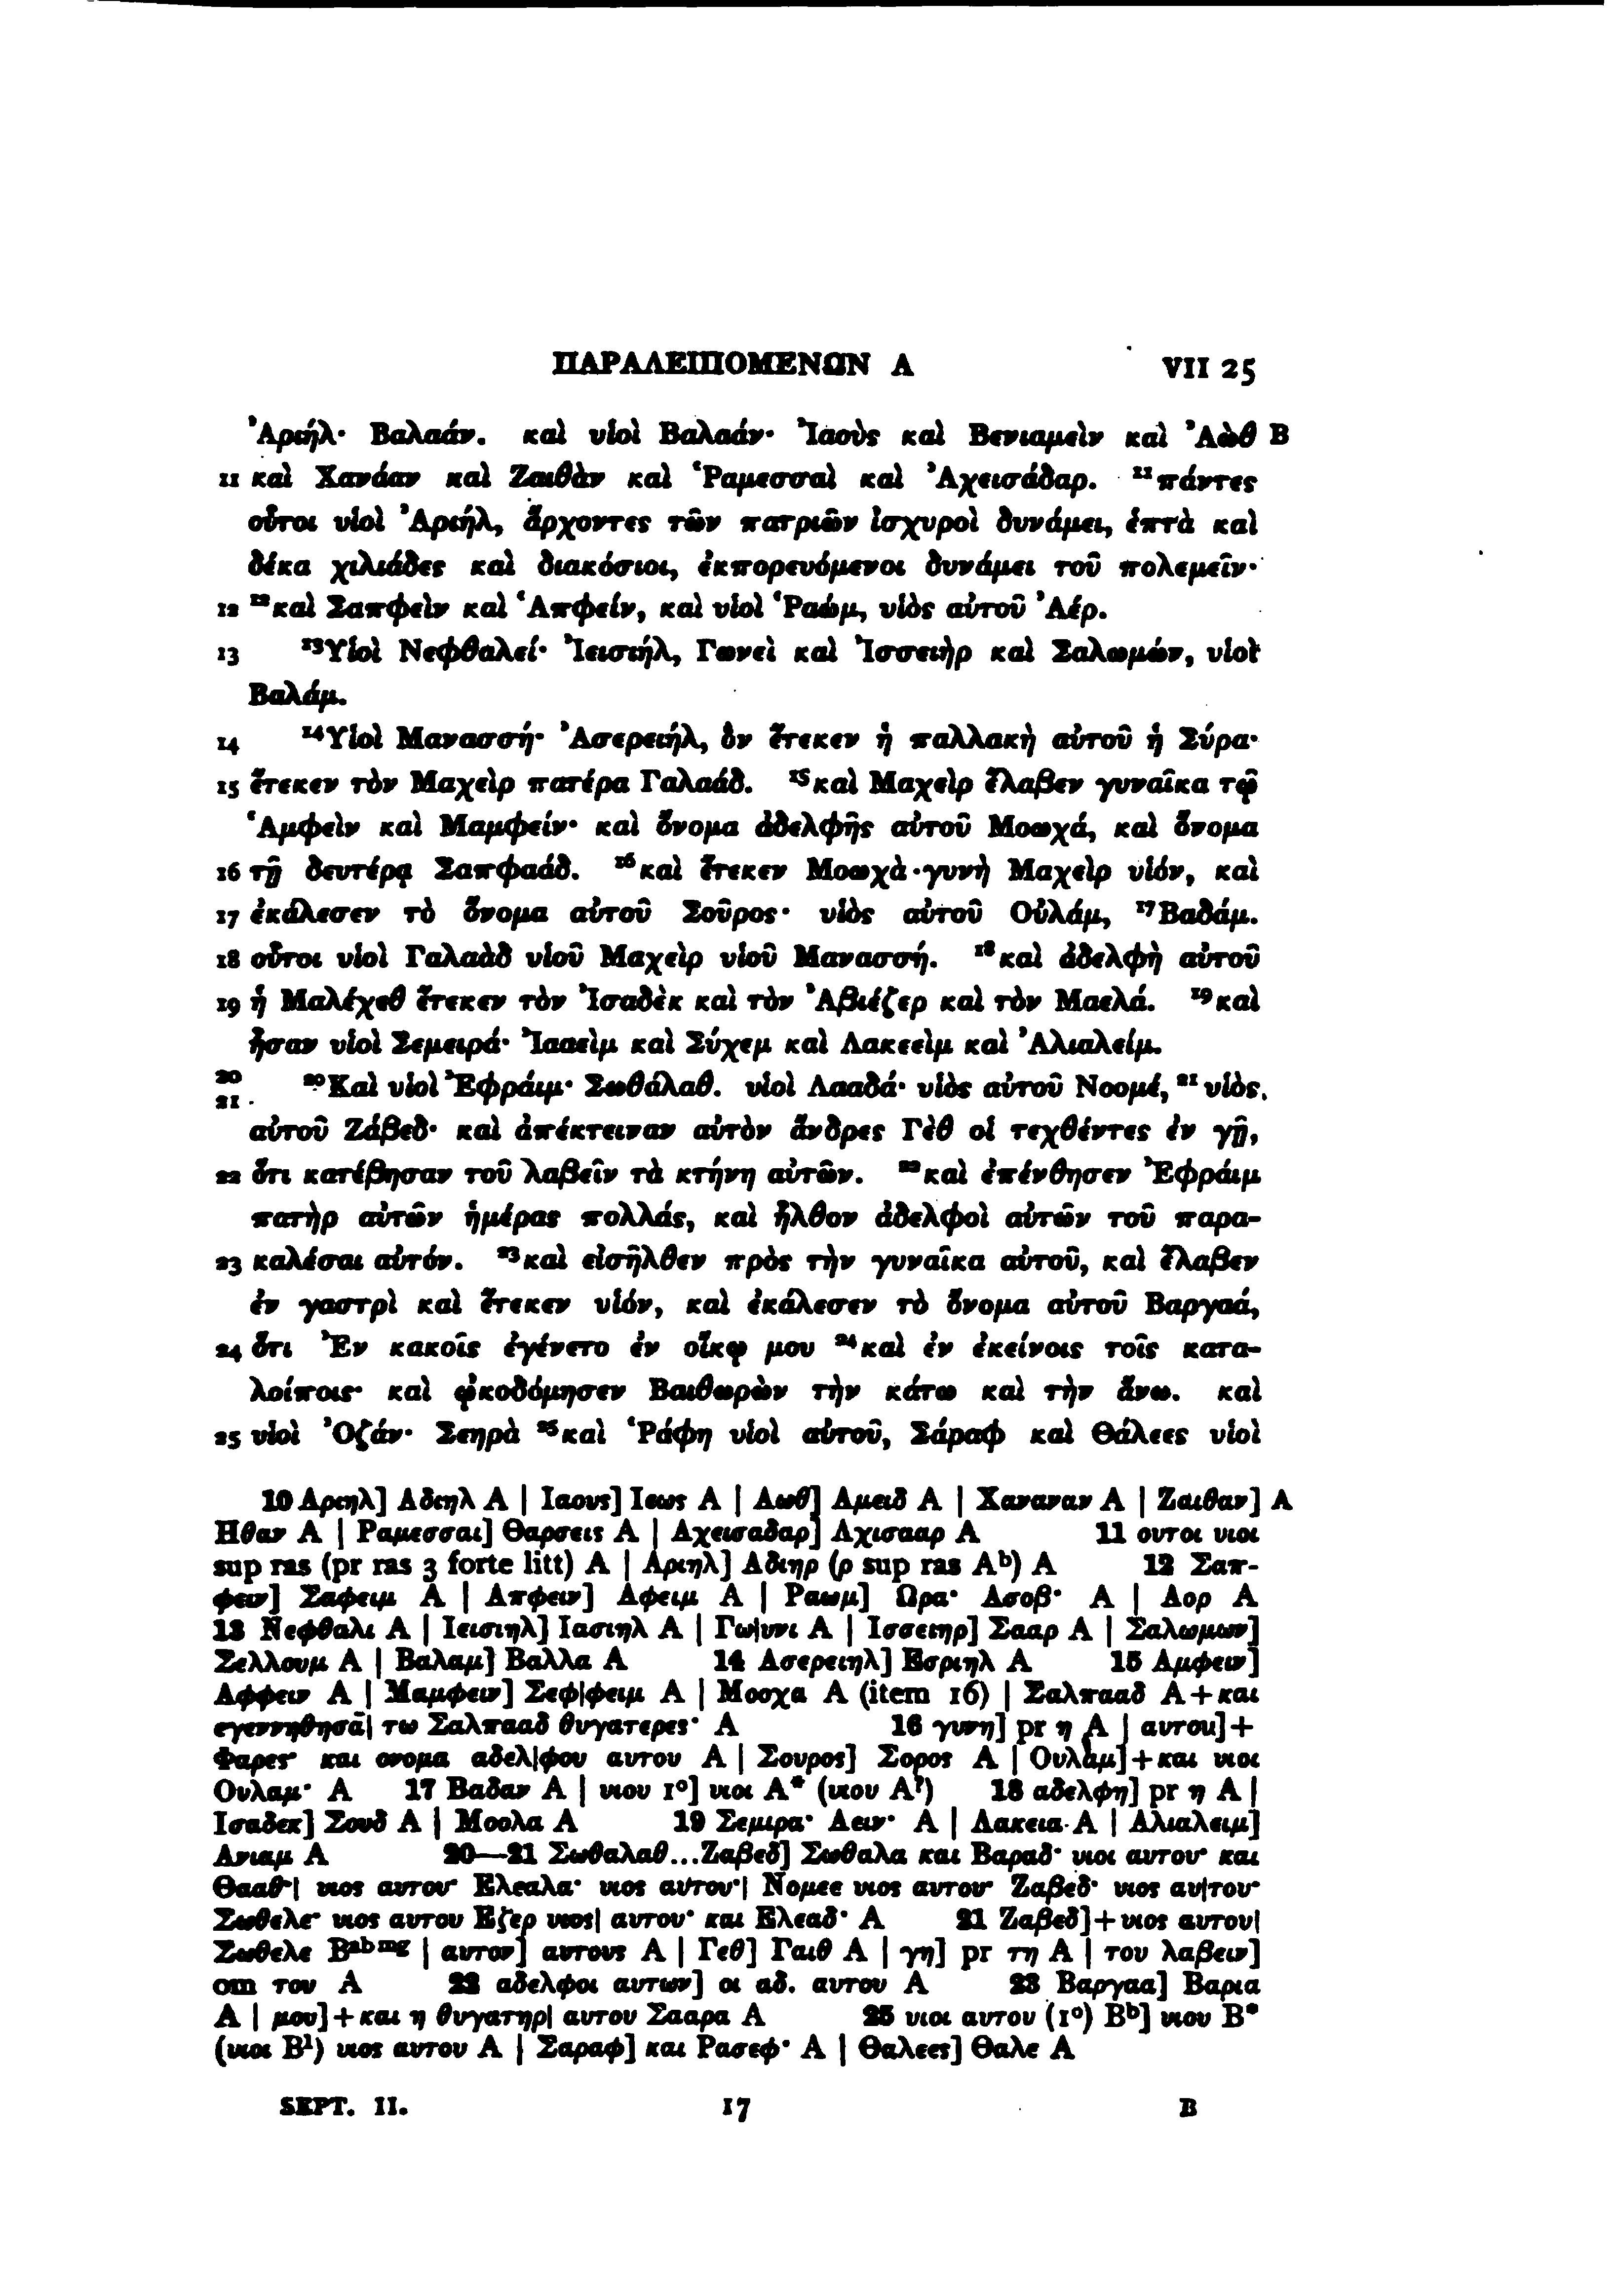 ΠΑΡΑΛΕΙΠΟΜΕΝΩΝ Α VII 25
Ἀριήλ· Βαλαάν. καὶ υἱοὶ Βαλαάν· Ἰαοὺς καὶ Βενιαμεὶν καὶ Ἀὼθ B
11 καὶ Χανάαν καὶ Ζαιθὰν καὶ Ῥαμεσσαὶ καὶ Ἀχεισάδαρ. ¹¹πάντες
οὗτοι υἱοὶ Ἀριήλ, ἄρχοντες τῶν πατριῶν ἰσχυροὶ δυνάμει, ἑπτὰ καὶ
δέκα χιλιάδες καὶ διακόσιοι, ἐκπορευόμενοι δυνάμει τοῦ πολεμεῖν·
12 ¹²καὶ Σαπφεὶν καὶ Ἁπφείν, καὶ υἱοὶ Ῥαώμ, υἱὸς αὐτοῦ Ἀέρ.
13 ¹³Υἱοὶ Νεφθαλεί· Ἰεισιήλ, Γωνεὶ καὶ Ἰσσειὴρ καὶ Σαλωμών, υἱοὶ
Βαλάμ.
14 ¹⁴Υἱοὶ Μανασσή· Ἀσερειήλ, ὃν ἔτεκεν ἡ παλλακὴ αὐτοῦ ἡ Σύρα·
15 ἔτεκεν τὸν Μαχεὶρ πατέρα Γαλαάδ. ¹⁵καὶ Μαχεὶρ ἔλαβεν γυναῖκα τῷ
Ἁμφεὶν καὶ Μαμφείν· καὶ ὄνομα ἀδελφῆς αὐτοῦ Μοωχά, καὶ ὄνομα
16 τῇ δευτέρᾳ Σαπφαάδ. ¹⁶καὶ ἔτεκεν Μοωχὰ γυνὴ Μαχεὶρ υἱόν, καὶ
17 ἐκάλεσεν τὸ ὄνομα αὐτοῦ Σοῦρος· υἱὸς αὐτοῦ Οὐλάμ, ¹⁷Βαδάμ.
18 οὗτοι υἱοὶ Γαλαὰδ υἱοῦ Μαχεὶρ υἱοῦ Μανασσή. ¹⁸καὶ ἀδελφὴ αὐτοῦ
19 ἡ Μαλέχεθ ἔτεκεν τὸν Ἰσαδὲκ καὶ τὸν Ἀβιέζερ καὶ τὸν Μαελά. ¹⁹καὶ
ἦσαν υἱοὶ Σεμειρά· Ἰααεὶμ καὶ Σύχεμ καὶ Λακεεὶμ καὶ Ἀλιαλείμ.
20 ²⁰Καὶ υἱοὶ Ἐφράιμ· Σωθάλαθ. υἱοὶ Λααδά· υἱὸς αὐτοῦ Νοομέ, ²¹υἱὸς
21
αὐτοῦ Ζάβεδ· καὶ ἀπέκτειναν αὐτὸν ἄνδρες Γὲθ οἱ τεχθέντες ἐν γῇ,
22 ὅτι κατέβησαν τοῦ λαβεῖν τὰ κτήνη αὐτῶν. ²²καὶ ἐπένθησεν Ἐφράιμ
πατὴρ αὐτῶν ἡμέρας πολλάς, καὶ ἦλθον ἀδελφοὶ αὐτῶν τοῦ παρα-
23 καλέσαι αὐτόν. ²³καὶ εἰσῆλθεν πρὸς τὴν γυναῖκα αὐτοῦ, καὶ ἔλαβεν
ἐν γαστρὶ καὶ ἔτεκεν υἱόν, καὶ ἐκάλεσεν τὸ ὄνομα αὐτοῦ Βαργαά,
24 ὅτι Ἐν κακοῖς ἐγένετο ἐν οἴκῳ μου ²⁴καὶ ἐν ἐκείνοις τοῖς κατα-
λοίποις· καὶ ᾠκοδόμησεν Βαιθωρὼν τὴν κάτω καὶ τὴν ἄνω. καὶ
25 υἱοὶ Ὀζάν· Σεηρὰ ²⁵καὶ Ῥάφη υἱοὶ αὐτοῦ, Σάραφ καὶ Θάλεες υἱοὶ
10 Αριηλ] Αδιηλ A | Ιαους] Ιεως A | Αωθ] Αμειδ A | Χαναναν A | Ζαιθαν] A
Ηθαν A | Ραμεσσαι] Θαρσεις A | Αχεισαδαρ] Αχισααρ A 11 ουτοι υιοι
sup ras (pr ras 3 forte litt) A | Αριηλ] Αδιηρ (ρ sup ras Aᵇ) A 12 Σαπ-
φειν] Σαφειμ A | Απφειν] Αφειμ A | Ραωμ] Ωρα· Ασοβ· A | Αορ A
13 Νεφθαλι A | Ιεισιηλ] Ιασιηλ A | Γω|υνι A | Ισσειηρ] Σααρ A | Σαλωμων]
Σελλουμ A | Βαλαμ] Βαλλα A 14 Ασερειηλ] Εσριηλ A 15 Αμφειν]
Αφφειν A | Μαμφειν] Σεφ|φειμ A | Μοοχα A (item 16) | Σαλπααδ A+και
εγεννηθησα̅| τω Σαλπααδ θυγατερες· A 16 γυνη] pr η A | αυτου]+
Φαρες· και ονομα αδελ|φου αυτου A | Σουρος] Σορος A | Ουλαμ]+και υιοι
Ουλαμ· A 17 Βαδαν A | υιου 1°] υιοι A* (υιου A?) 18 αδελφη] pr η A |
Ισαδεκ] Σουδ A | Μοολα A 19 Σεμιρα· Αειν· A | Λακεια A | Αλιαλειμ]
Ανιαμ A 20—21 Σωθαλαθ...Ζαβεδ] Σωθαλα και Βαραδ· υιοι αυτου· και
Θααθ·| υιος αυτου· Ελεαλα· υιος αυτου·| Νομεε υιος αυτου· Ζαβεδ· υιος αυ|του·
Σωθελε· υιος αυτου Εζερ υιος| αυτου· και Ελεαδ· A 21 Ζαβεδ]+υιος αυτου|
Σωθελε Bᵃᵇᵐᵍ | αυτον] αυτους A | Γεθ] Γαιθ A | γη] pr τη A | του λαβειν]
om του A 22 αδελφοι αυτων] οι αδ. αυτου A 23 Βαργαα] Βαρια
A | μου]+και η θυγατηρ| αυτου Σααρα A 25 υιοι αυτου (1°) Bᵇ] υιου B*
(υιοι B¹) υιος αυτου A | Σαραφ] και Ρασεφ· A | Θαλεες] Θαλε A
SEPT. II. 17 B